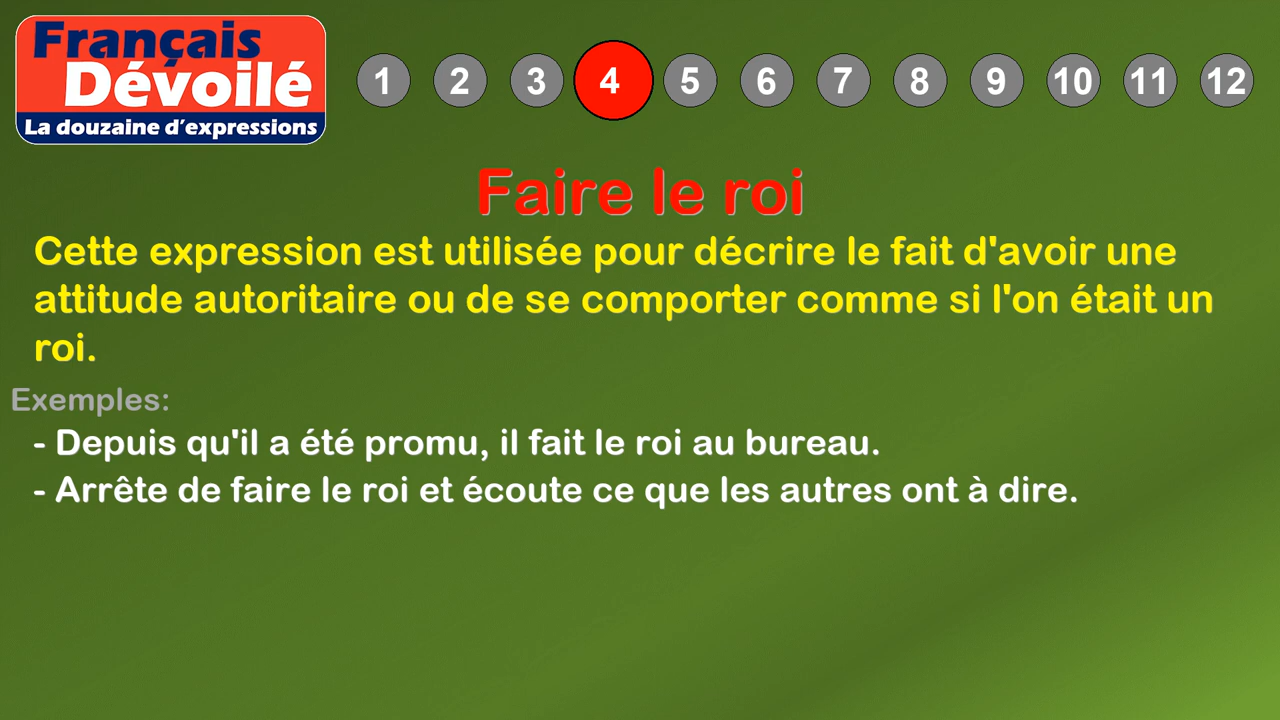 Français
Dévoilé
La douzaine d'expressions
1 2 3 4 5 6 7 8 9 10 11 12
Faire le roi
Cette expression est utilisée pour décrire le fait d'avoir une
attitude autoritaire ou de se comporter comme si l'on était un
roi.
Exemples:
- Depuis qu'il a été promu, il fait le roi au bureau.
- Arrête de faire le roi et écoute ce que les autres ont à dire.